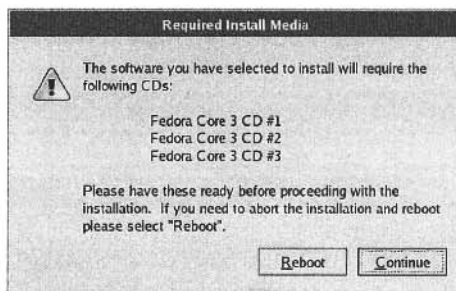 Required Install Media
The software you have selected to install will require the
following CDs:
Fedora Core 3 CD #1
Fedora Core 3 CD #2
Fedora Core 3 CD #3
Please have these ready before proceeding with the
installation.  If you need to abort the installation and reboot
please select "Reboot".
Reboot Continue